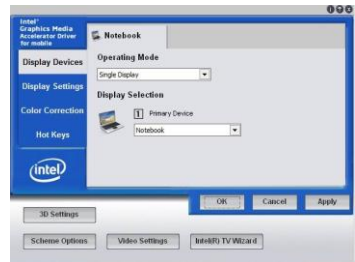 Intel®
Graphics Media
Accelerator Driver
for mobile
Notebook
Display Devices
Display Settings
Color Correction
Hot Keys
Operating Mode
Single Display
Display Selection
1 Primary Device
Notebook
intel
OK Cancel Apply
3D Settings
Scheme Options Video Settings Intel(R) TV Wizard